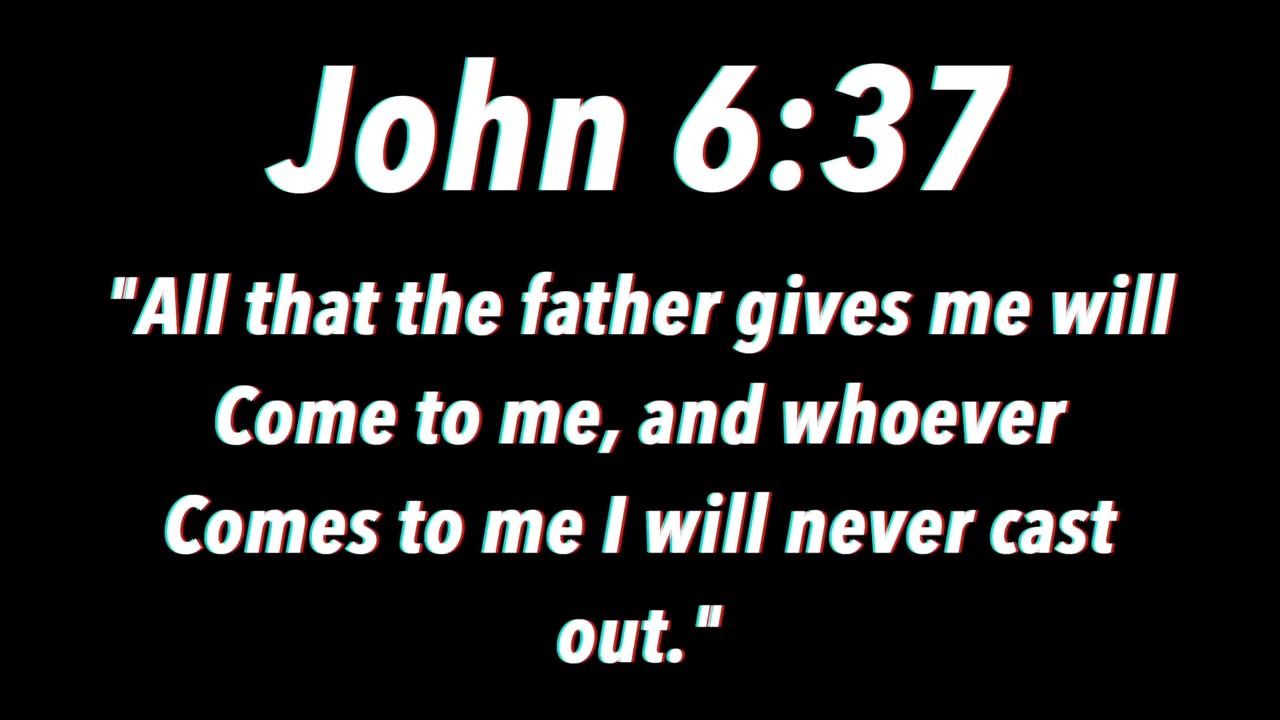 John 6:37
"All that the father gives me will
Come to me, and whoever
Comes to me I will never cast
out."